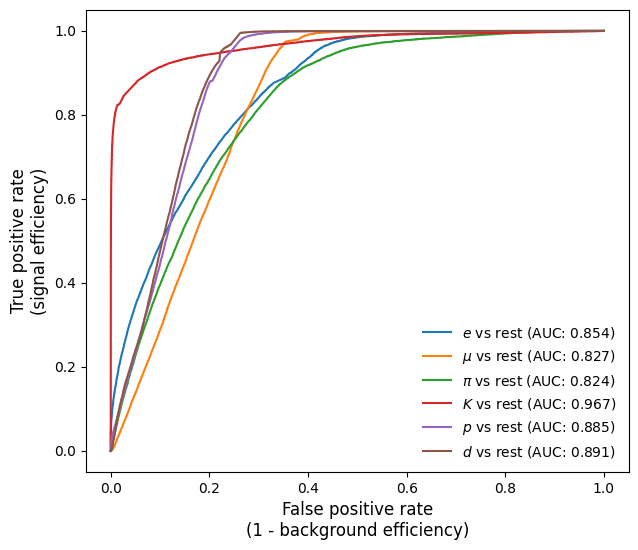 1.0
0.8
0.6
0.4
0.2
0.0
True positive rate
(signal efficiency)
e vs rest (AUC: 0.854)
μ vs rest (AUC: 0.827)
π vs rest (AUC: 0.824)
K vs rest (AUC: 0.967)
p vs rest (AUC: 0.885)
d vs rest (AUC: 0.891)
0.0 0.2 0.4 0.6 0.8 1.0
False positive rate
(1 - background efficiency)